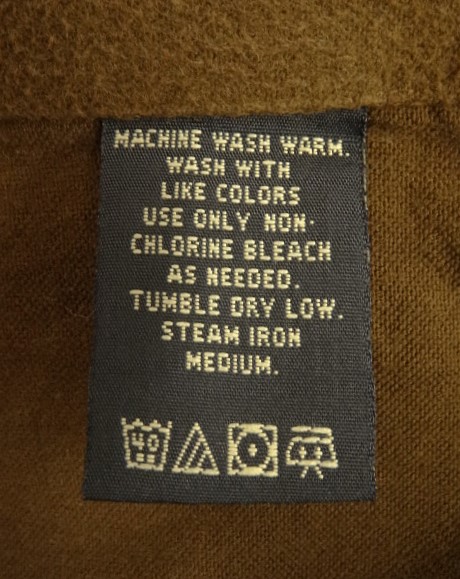 MACHINE WASH WARM.
WASH WITH
LIKE COLORS
USE ONLY NON-
CHLORINE BLEACH
AS NEEDED.
TUMBLE DRY LOW.
STEAM IRON
MEDIUM.
40